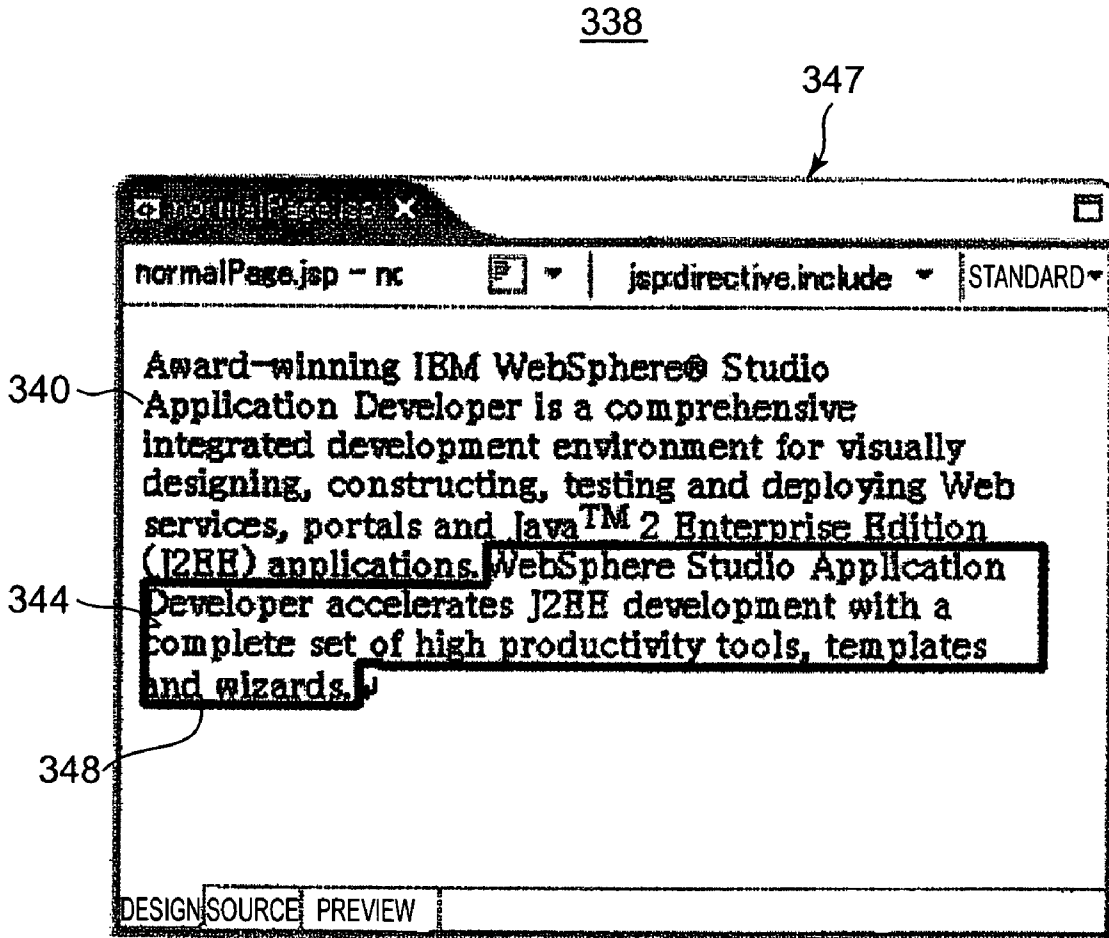 338
347
normalPage.jsp ×
normalPage.jsp - nc jsp:directive.include STANDARD
340
Award-winning IBM WebSphere® Studio
Application Developer is a comprehensive
integrated development environment for visually
designing, constructing, testing and deploying Web
services, portals and Java™ 2 Enterprise Edition
(J2EE) applications. WebSphere Studio Application
344
Developer accelerates J2EE development with a
complete set of high productivity tools, templates
and wizards.
348
DESIGN SOURCE PREVIEW